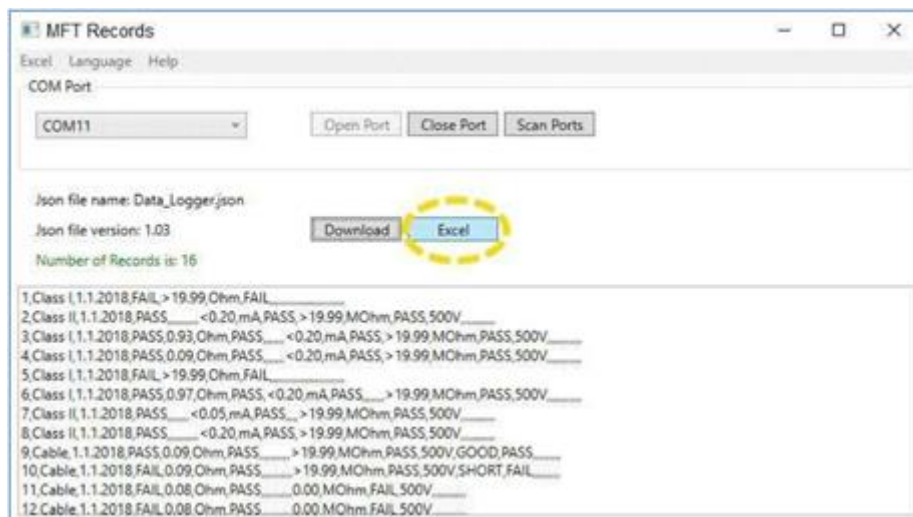 MFT Records
Excel Language Help
COM Port
COM11 Open Port Close Port Scan Ports
Json file name: Data_Logger.json
Json file version: 1.03 Download Excel
Number of Records is: 16
1,Class I,1.1.2018,FAIL,>19.99,Ohm,FAIL,,,,,,,,,,,,,
2,Class II,1.1.2018,PASS,,,,,,<0.20,mA,PASS,>19.99,MOhm,PASS,500V,,,,,,
3,Class I,1.1.2018,PASS,0.93,Ohm,PASS,,,,<0.20,mA,PASS,>19.99,MOhm,PASS,500V,,,,,,
4,Class I,1.1.2018,PASS,0.09,Ohm,PASS,,,,<0.20,mA,PASS,>19.99,MOhm,PASS,500V,,,,,,
5,Class I,1.1.2018,FAIL,>19.99,Ohm,FAIL,,,,,,,,,,,,,
6,Class I,1.1.2018,PASS,0.97,Ohm,PASS,<0.20,mA,PASS,,,,>19.99,MOhm,PASS,500V,,,,,,
7,Class II,1.1.2018,PASS,,,,<0.05,mA,PASS,,,>19.99,MOhm,PASS,500V,,,,,,
8,Class II,1.1.2018,PASS,,,,,,<0.20,mA,PASS,>19.99,MOhm,PASS,500V,,,,,,
9,Cable,1.1.2018,PASS,0.09,Ohm,PASS,,,,,,>19.99,MOhm,PASS,500V,GOOD,PASS,,,,
10,Cable,1.1.2018,FAIL,0.09,Ohm,PASS,,,,,,>19.99,MOhm,PASS,500V,SHORT,FAIL,,,,
11,Cable,1.1.2018,FAIL,0.08,Ohm,PASS,,,,,,0.00,MOhm,FAIL,500V,,,,,,
12,Cable,1.1.2018,FAIL,0.08,Ohm,PASS,,,,,,0.00,MOhm,FAIL,500V,,,,,,